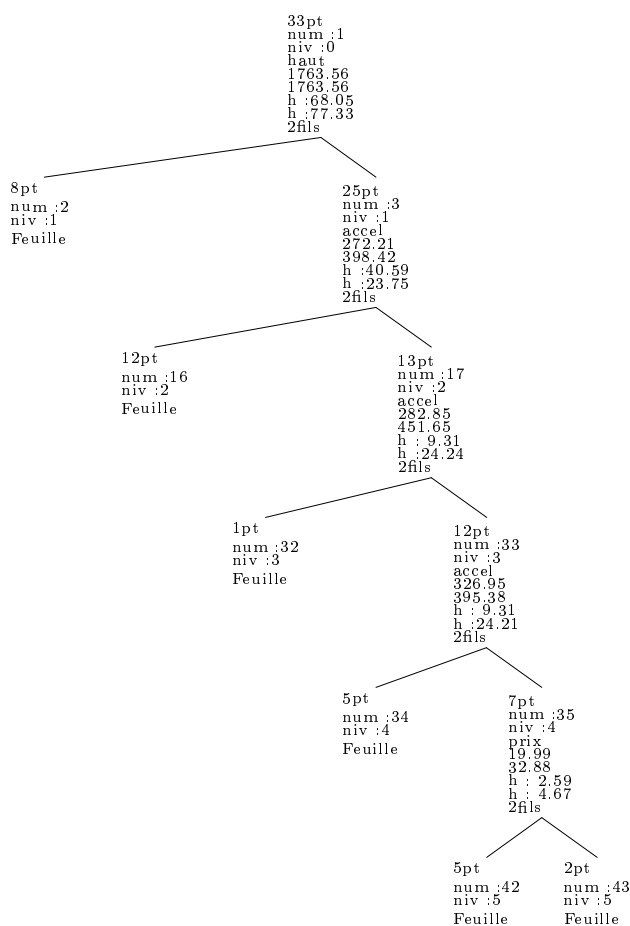 33pt
num :1
niv :0
haut
1763.56
1763.56
h :68.05
h :77.33
2fils
8pt
num :2
niv :1
Feuille
25pt
num :3
niv :1
accel
272.21
398.42
h :40.59
h :23.75
2fils
12pt
num :16
niv :2
Feuille
13pt
num :17
niv :2
accel
282.85
451.65
h : 9.31
h :24.24
2fils
1pt
num :32
niv :3
Feuille
12pt
num :33
niv :3
accel
326.95
395.38
h : 9.31
h :24.21
2fils
5pt
num :34
niv :4
Feuille
7pt
num :35
niv :4
prix
19.99
32.88
h : 2.59
h : 4.67
2fils
5pt
num :42
niv :5
Feuille
2pt
num :43
niv :5
Feuille